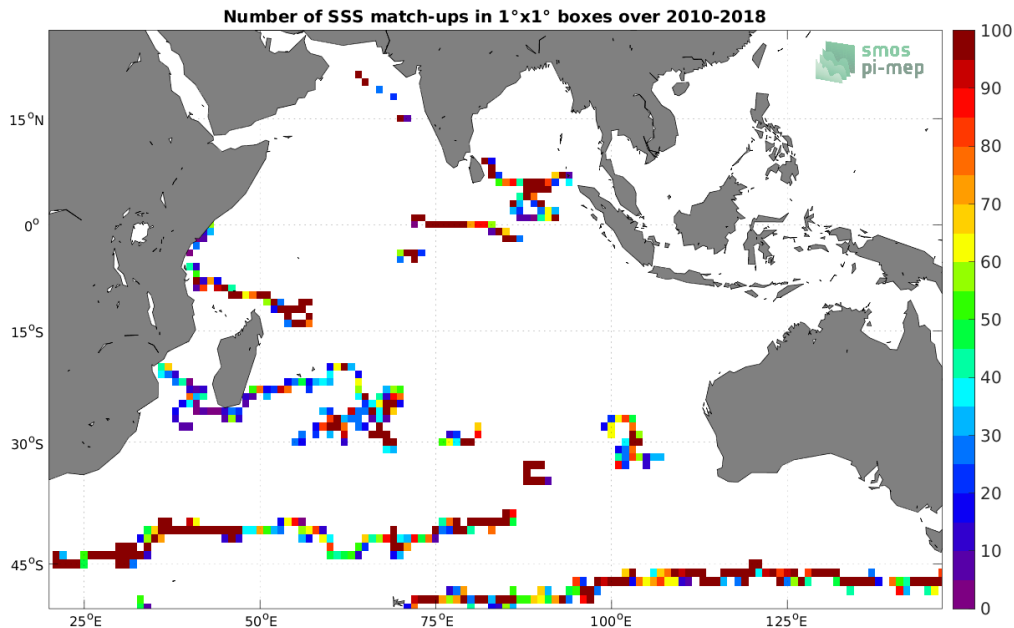 Number of SSS match-ups in 1°x1° boxes over 2010-2018
smos
pi-mep
15°N
0°
15°S
30°S
45°S
25°E
50°E
75°E
100°E
125°E
100
90
80
70
60
50
40
30
20
10
0